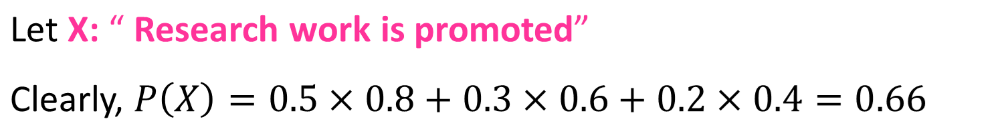 Let X: “ Research work is promoted”
Clearly, 𝑃(𝑋) = 0.5 × 0.8 + 0.3 × 0.6 + 0.2 × 0.4 = 0.66